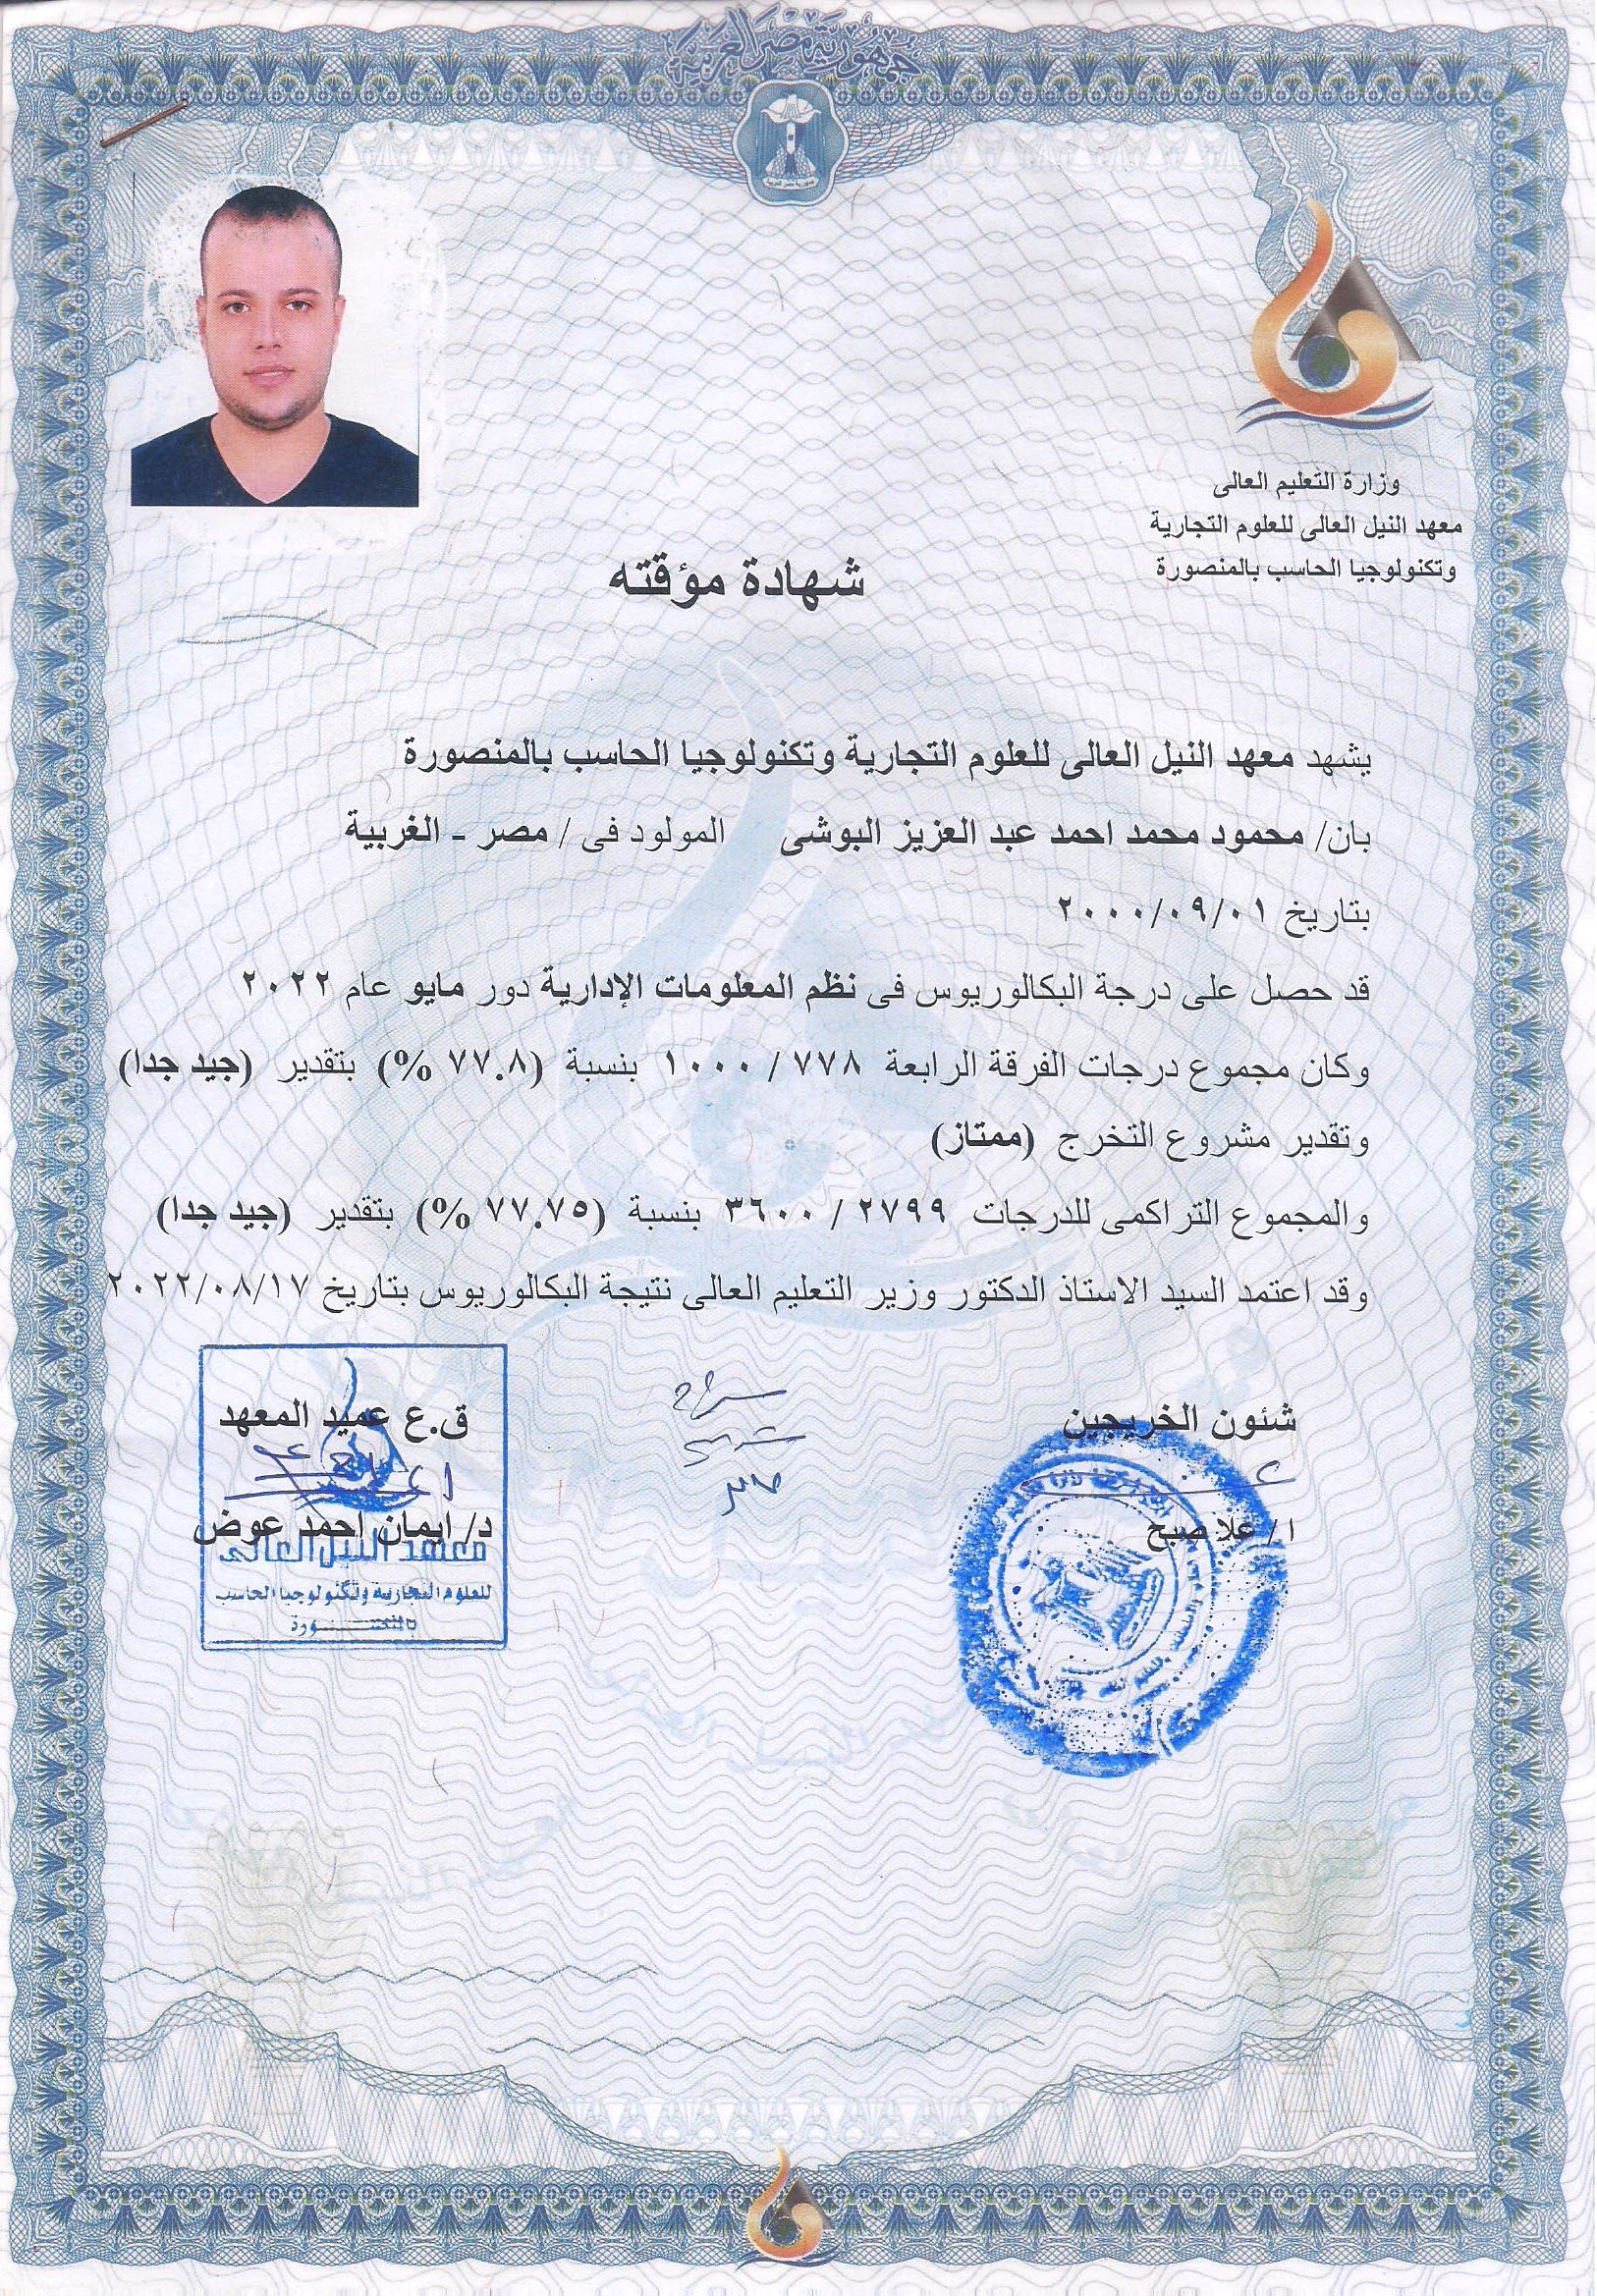 جمهورية مصر العربية
جمهورية مصر العربية
وزارة التعليم العالى
معهد النيل العالى للعلوم التجارية
وتكنولوجيا الحاسب بالمنصورة
شهادة مؤقته
يشهد معهد النيل العالى للعلوم التجارية وتكنولوجيا الحاسب بالمنصورة
بان/ محمود محمد احمد عبد العزيز البوشى المولود فى / مصر - الغربية
بتاريخ ٢٠٠٠/٠٩/٠١
قد حصل على درجة البكالوريوس فى نظم المعلومات الإدارية دور مايو عام ٢٠٢٢
وكان مجموع درجات الفرقة الرابعة ٧٧٨ / ١٠٠٠ بنسبة (٧٧.٨ %) بتقدير (جيد جدا)
وتقدير مشروع التخرج (ممتاز)
والمجموع التراكمى للدرجات ٢٧٩٩ / ٣٦٠٠ بنسبة (٧٧.٧٥ %) بتقدير (جيد جدا)
وقد اعتمد السيد الاستاذ الدكتور وزير التعليم العالى نتيجة البكالوريوس بتاريخ ٢٠٢٢/٠٨/١٧
شئون الخريجين
ا/ علا صبح
ق.ع عميد المعهد
د/ ايمان احمد عوض
معتمد النيل العالى
للعلوم التجارية وتكنولوجيا الحاسب
بالمنصورة